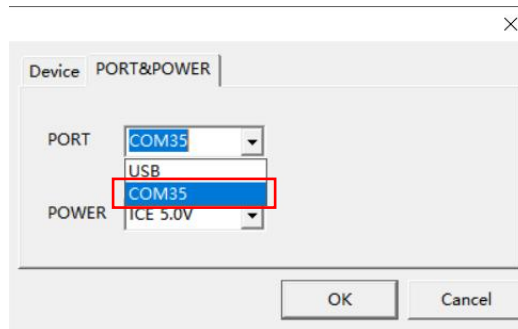 Device PORT&POWER
PORT COM35
USB
COM35
POWER ICE 5.0V
OK Cancel